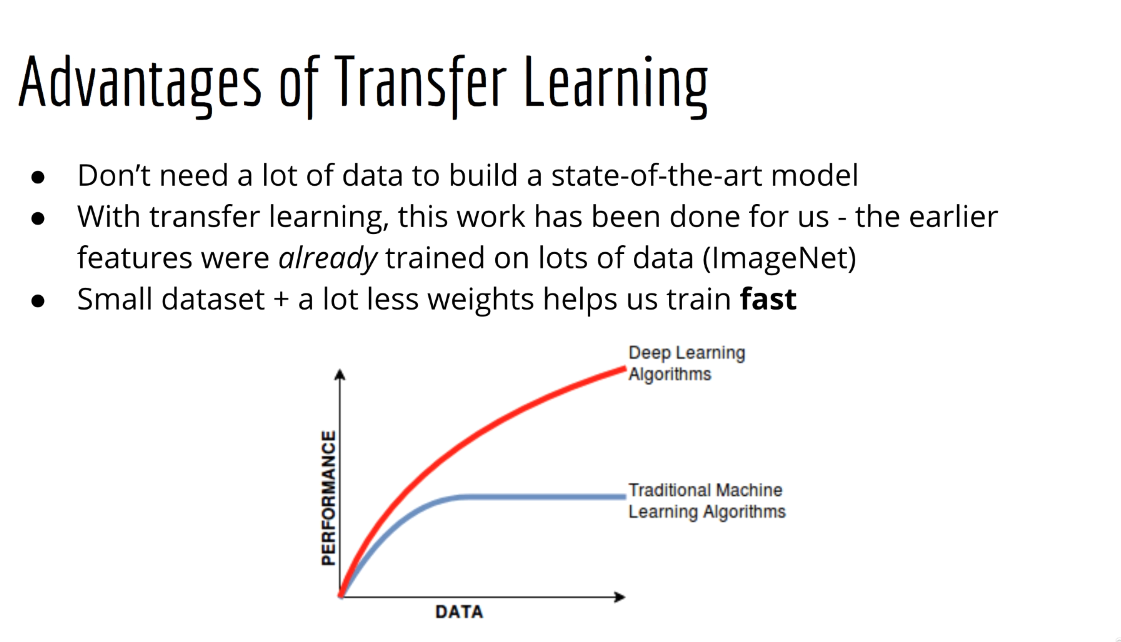 Advantages of Transfer Learning
● Don’t need a lot of data to build a state-of-the-art model
● With transfer learning, this work has been done for us - the earlier
features were already trained on lots of data (ImageNet)
● Small dataset + a lot less weights helps us train fast
Deep Learning
Algorithms
PERFORMANCE
Traditional Machine
Learning Algorithms
DATA